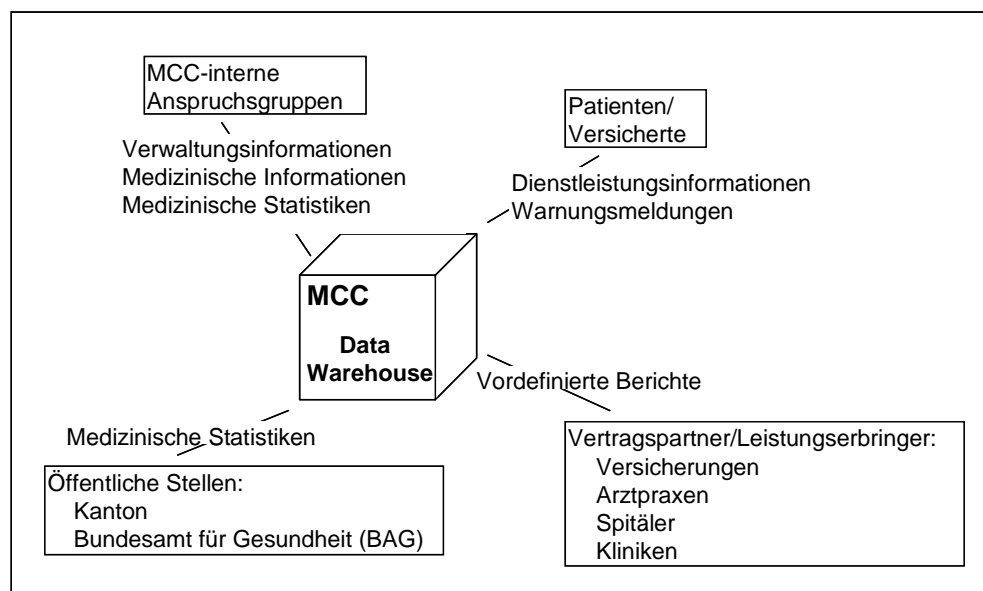 MCC-interne
Anspruchsgruppen
Patienten/
Versicherte
Verwaltungsinformationen
Medizinische Informationen
Medizinische Statistiken
Dienstleistungsinformationen
Warnungsmeldungen
MCC
Data
Warehouse
Vordefinierte Berichte
Medizinische Statistiken
Öffentliche Stellen:
Kanton
Bundesamt für Gesundheit (BAG)
Vertragspartner/Leistungserbringer:
Versicherungen
Arztpraxen
Spitäler
Kliniken